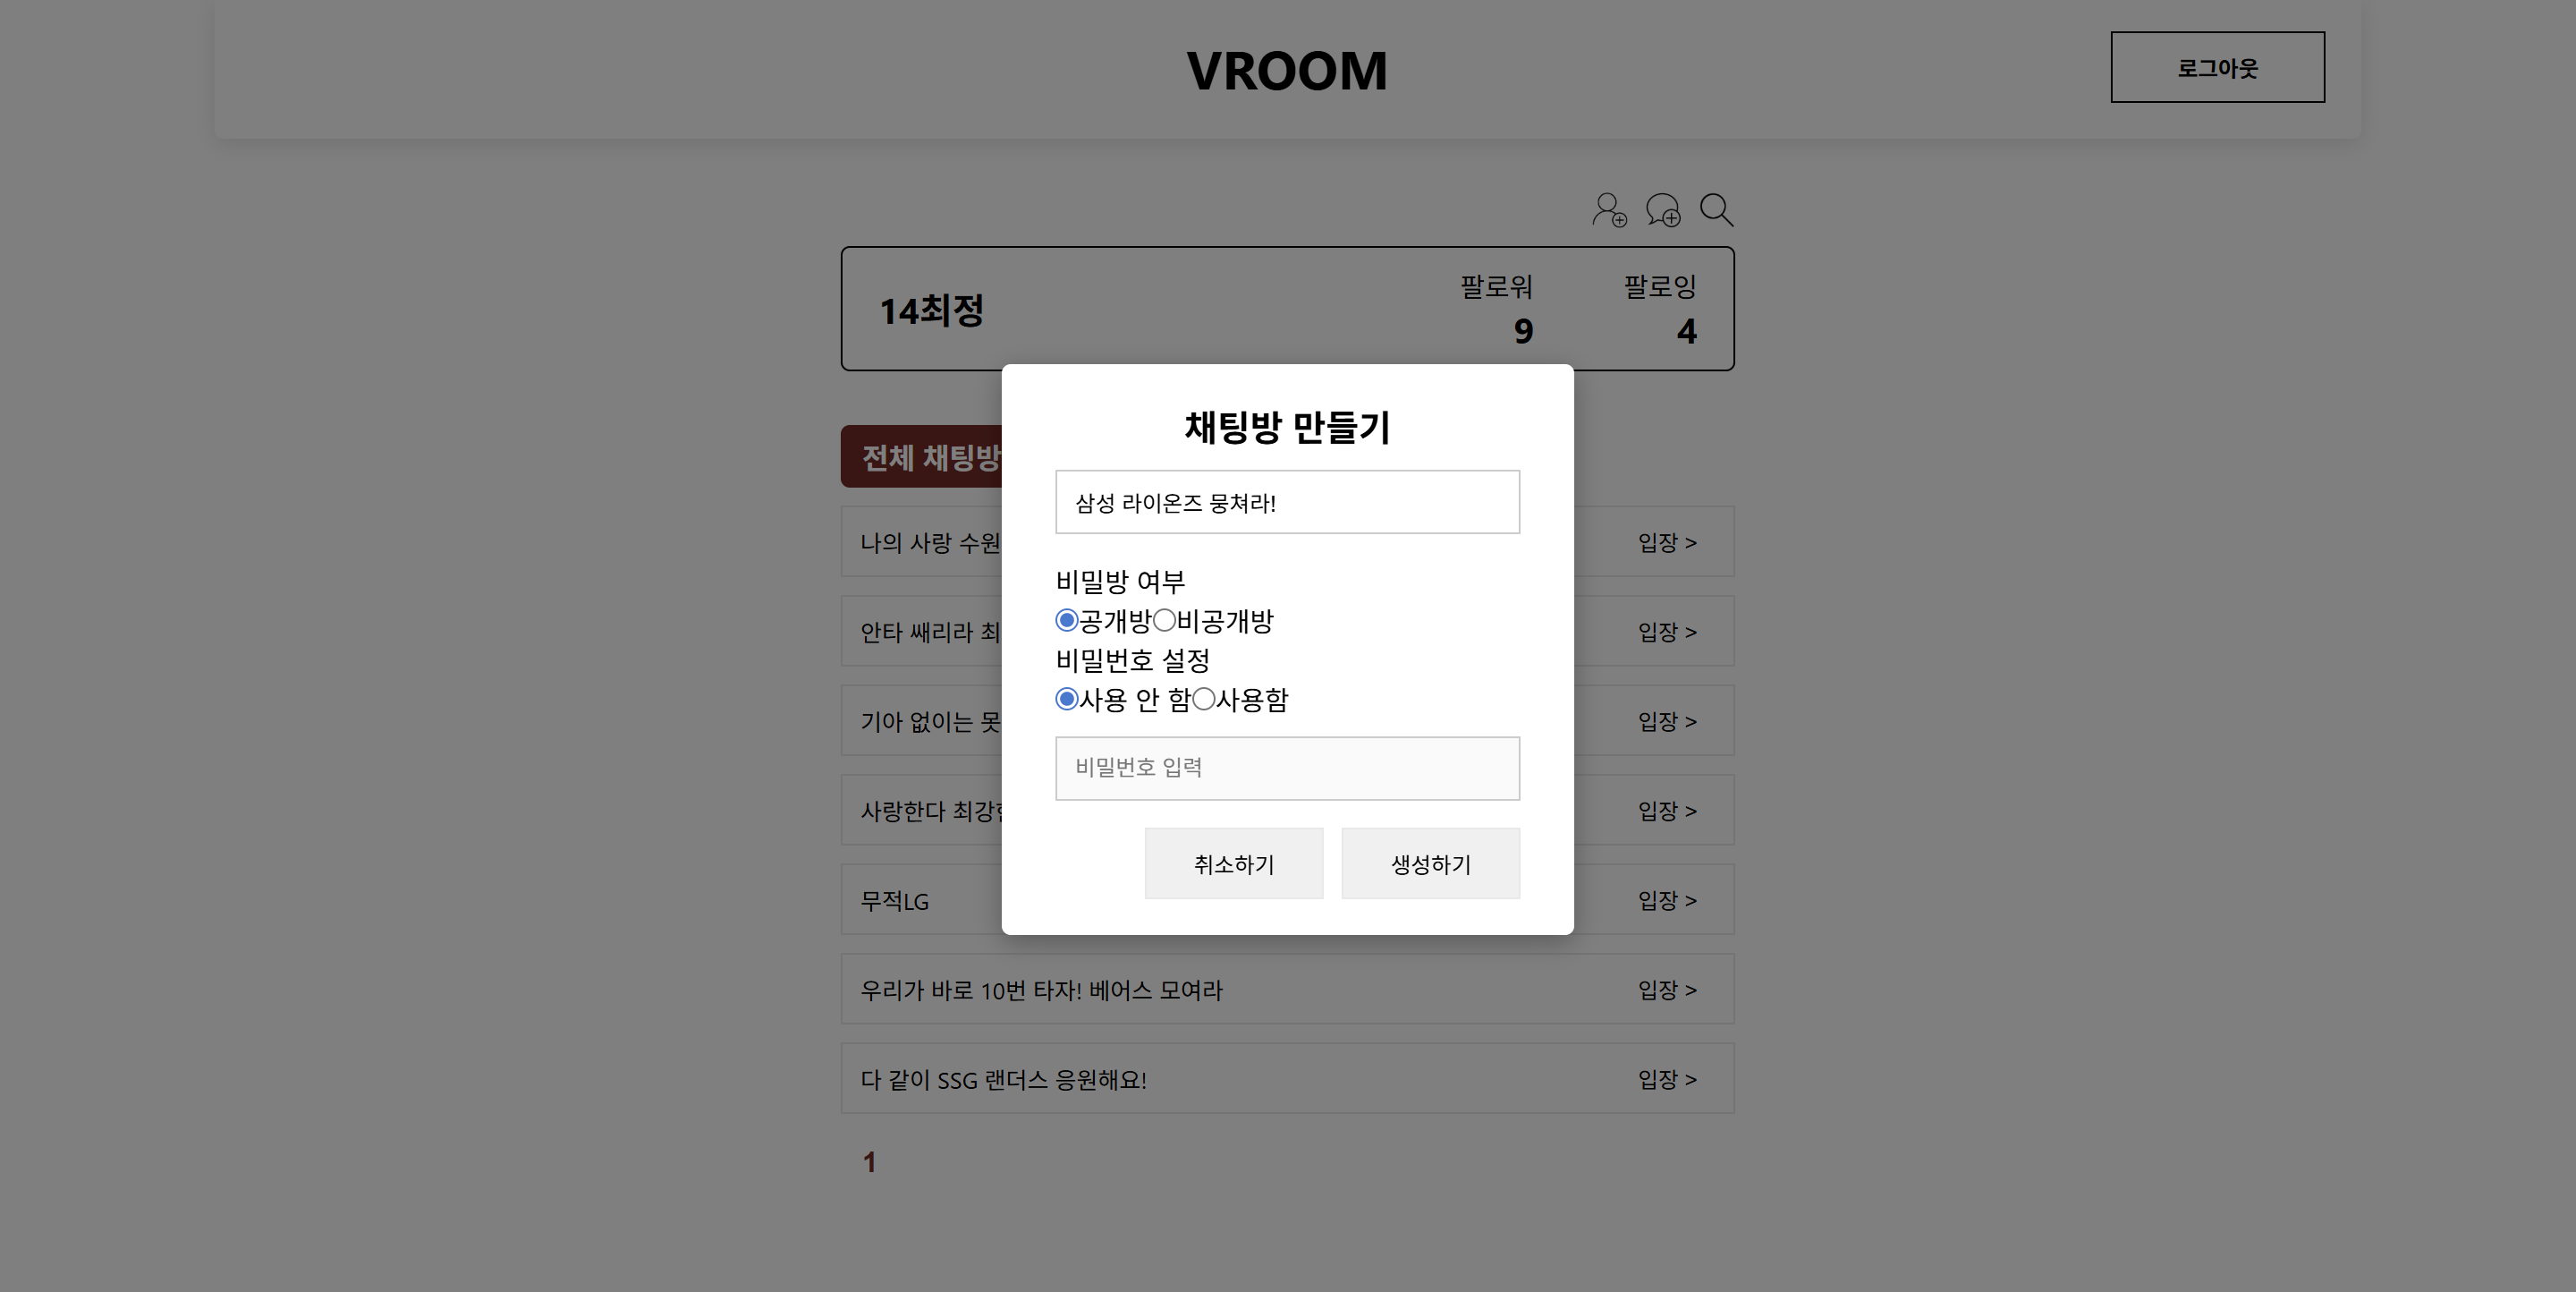 VROOM
로그아웃
14최정
팔로워
9
팔로잉
4
채팅방 만들기
삼성 라이온즈 뭉쳐라!
비밀방 여부
공개방 비공개방
비밀번호 설정
사용 안 함 사용함
비밀번호 입력
취소하기 생성하기
전체 채팅방
나의 사랑 수원 입장 >
안타 쌔리라 최 입장 >
기아 없이는 못 입장 >
사랑한다 최강 입장 >
무적LG 입장 >
우리가 바로 10번 타자! 베어스 모여라 입장 >
다 같이 SSG 랜더스 응원해요! 입장 >
1